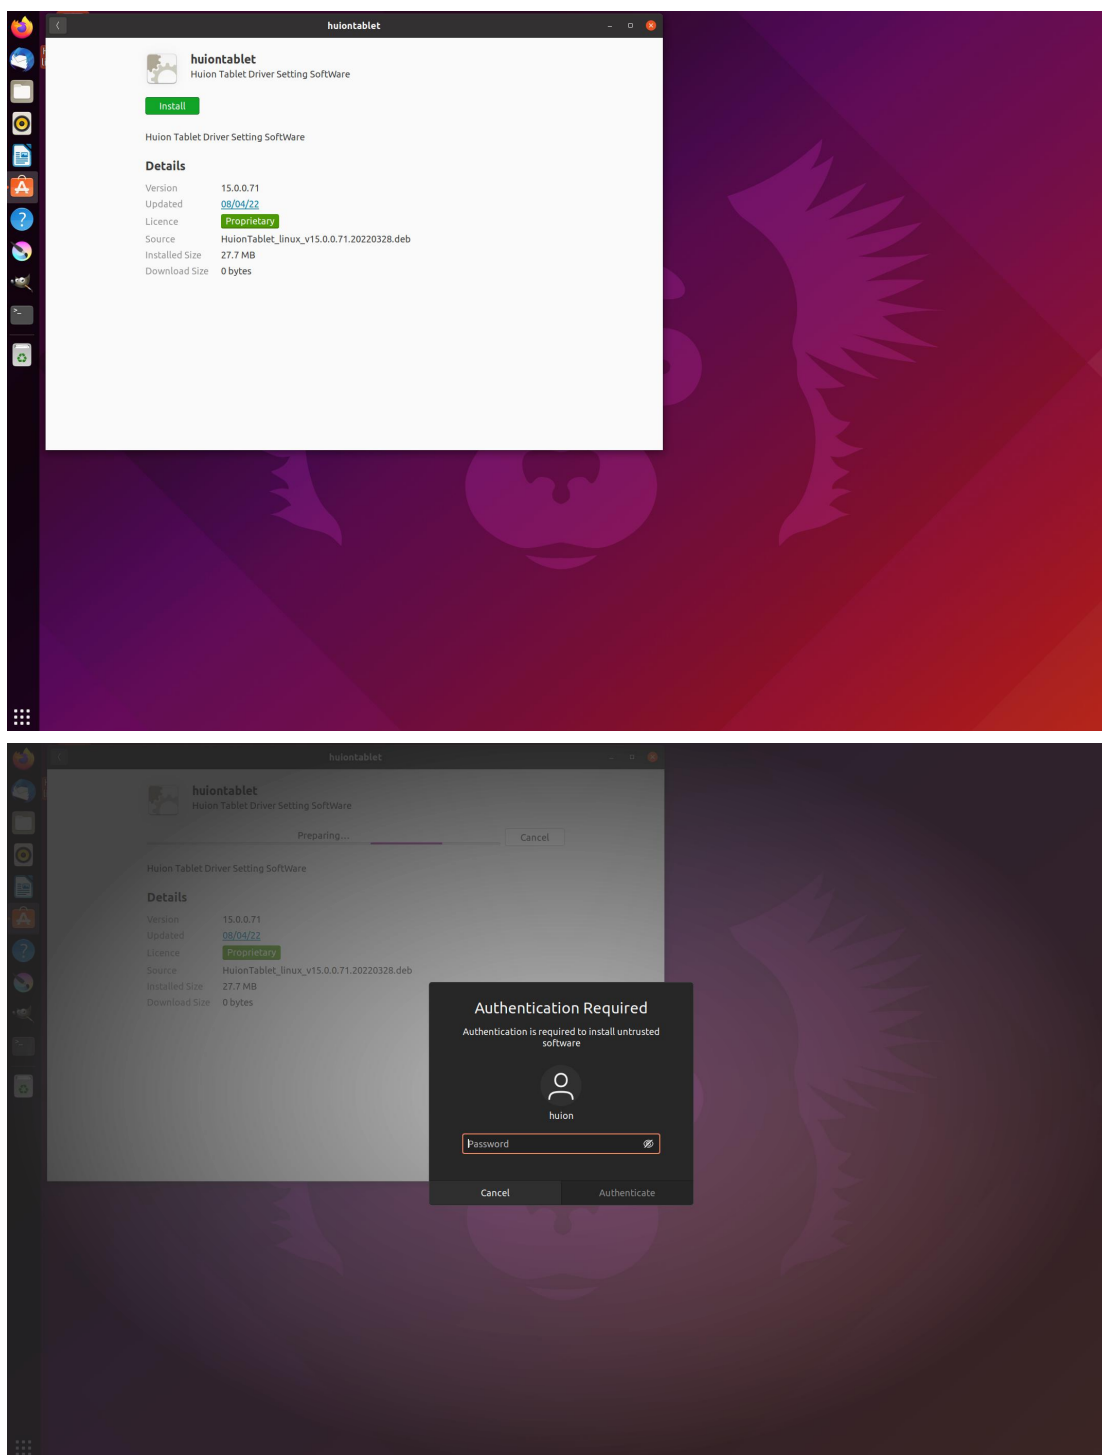 huiontablet
huiontablet
Huion Tablet Driver Setting SoftWare
Install
Huion Tablet Driver Setting SoftWare
Details
Version 15.0.0.71
Updated 08/04/22
Licence Proprietary
Source HuionTablet_linux_v15.0.0.71.20220328.deb
Installed Size 27.7 MB
Download Size 0 bytes
huiontablet
huiontablet
Huion Tablet Driver Setting SoftWare
Preparing...
Cancel
Huion Tablet Driver Setting SoftWare
Details
Version 15.0.0.71
Updated 08/04/22
Licence Proprietary
Source HuionTablet_linux_v15.0.0.71.20220328.deb
Installed Size 27.7 MB
Download Size 0 bytes
Authentication Required
Authentication is required to install untrusted
software
huion
Password
Cancel Authenticate